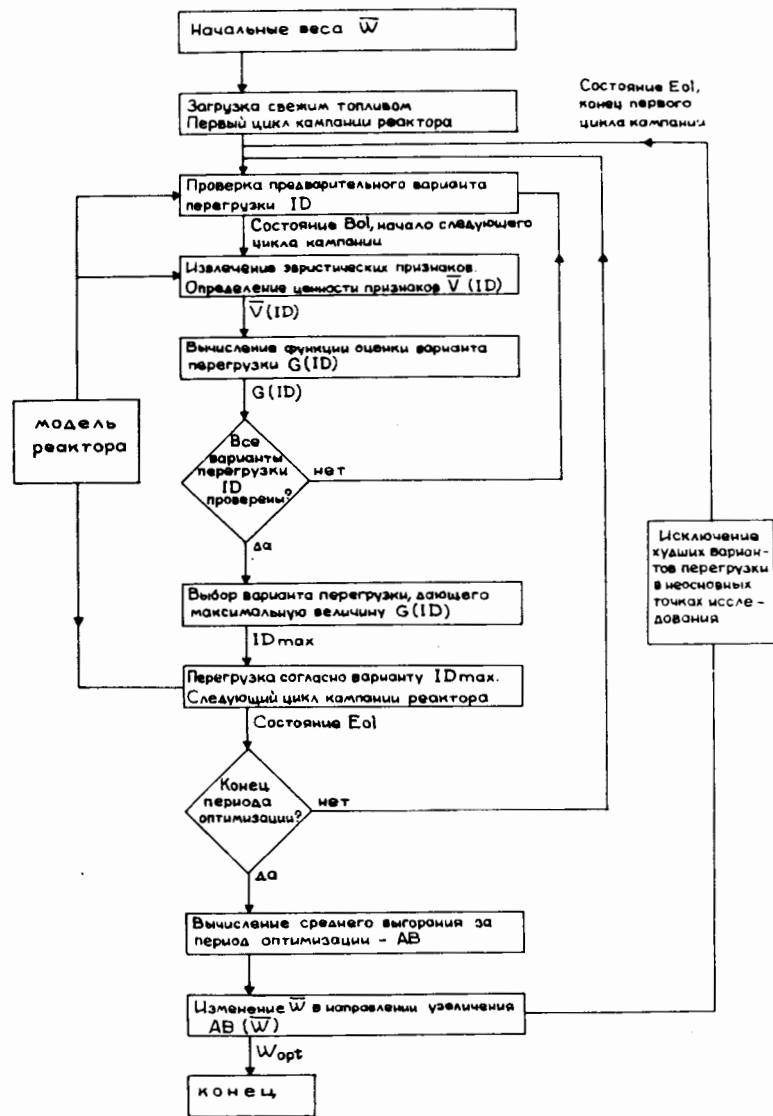 Начальные веса W̅
Загрузка свежим топливом
Первый цикл кампании реактора
Состояние Eol,
конец первого
цикла кампании
Проверка предварительного варианта
перегрузки ID
Состояние Bol, начало следующего
цикла кампании
Извлечение эвристических признаков.
Определение ценности признаков V̅ (ID)
V̅(ID)
Вычисление функции оценки варианта
перегрузки G(ID)
G(ID)
модель
реактора
Все
варианты
перегрузки
ID
проверены?
нет
да
Исключение
худших вариан-
тов перегрузки
в неосновных
точках иссле-
дования
Выбор варианта перегрузки, дающего
максимальную величину G(ID)
IDmax
Перегрузка согласно варианту IDmax.
Следующий цикл кампании реактора
Состояние Eol
Конец
периода
оптимизации?
нет
да
Вычисление среднего выгорания за
период оптимизации - AB
Изменение W̅ в направлении увеличения
AB (W̅)
Wopt
конец